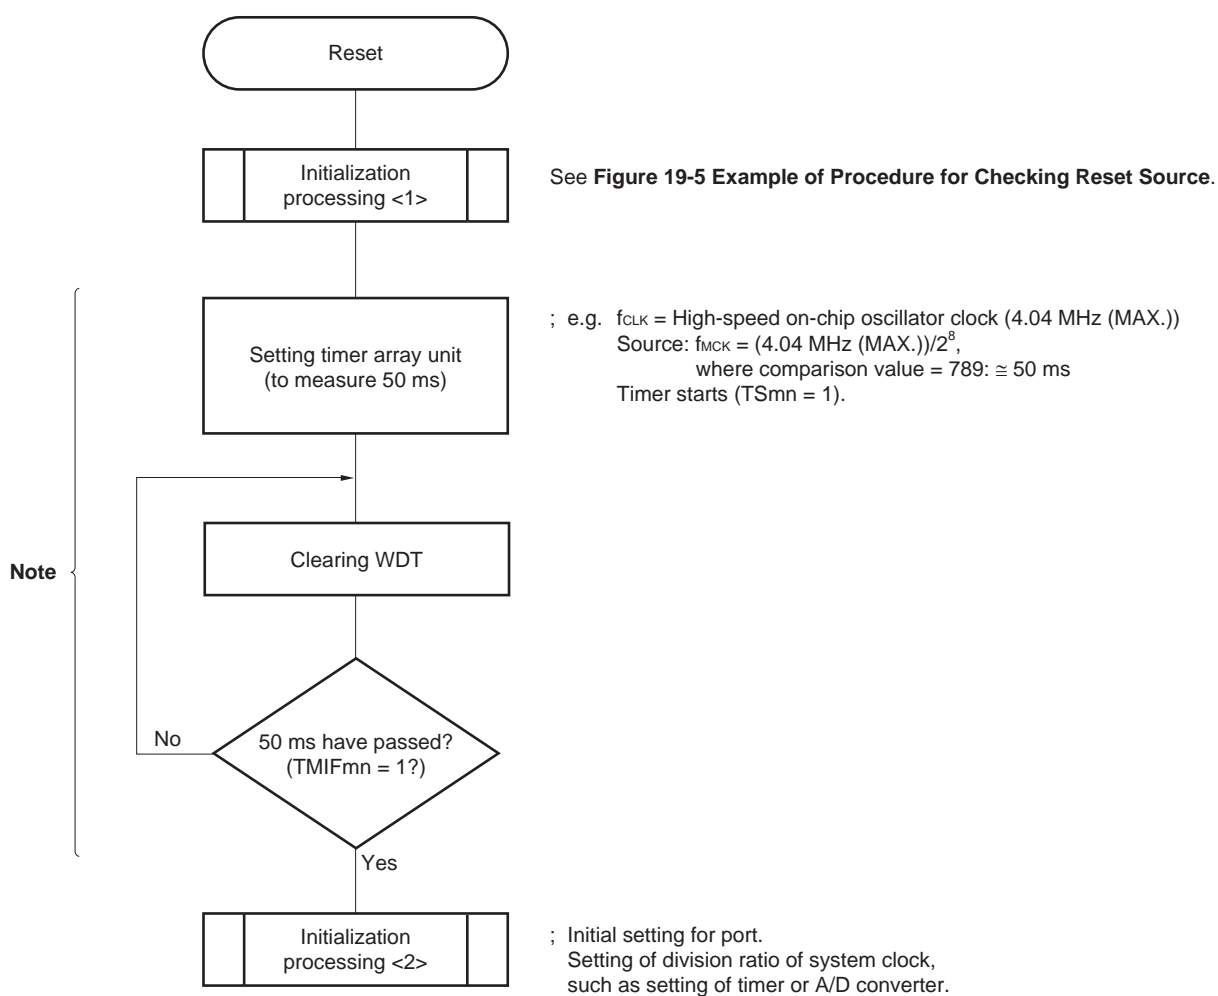 Reset
Initialization
processing <1>
See Figure 19-5 Example of Procedure for Checking Reset Source.
Setting timer array unit
(to measure 50 ms)
; e.g. fCLK = High-speed on-chip oscillator clock (4.04 MHz (MAX.))
Source: fMCK = (4.04 MHz (MAX.))/2⁸,
where comparison value = 789: ≅ 50 ms
Timer starts (TSmn = 1).
Note
Clearing WDT
No
50 ms have passed?
(TMIFmn = 1?)
Yes
Initialization
processing <2>
; Initial setting for port.
Setting of division ratio of system clock,
such as setting of timer or A/D converter.